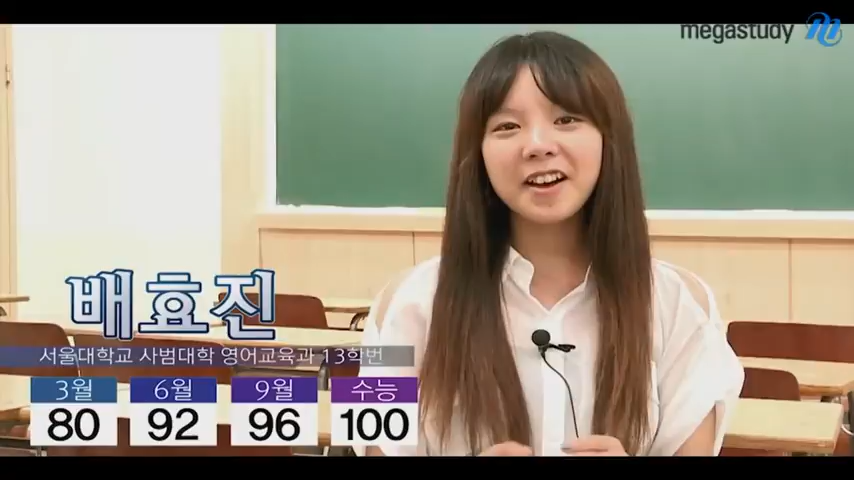 megastudy
배효진
서울대학교 사범대학 영어교육과 13학번
3월 6월 9월 수능
80 92 96 100